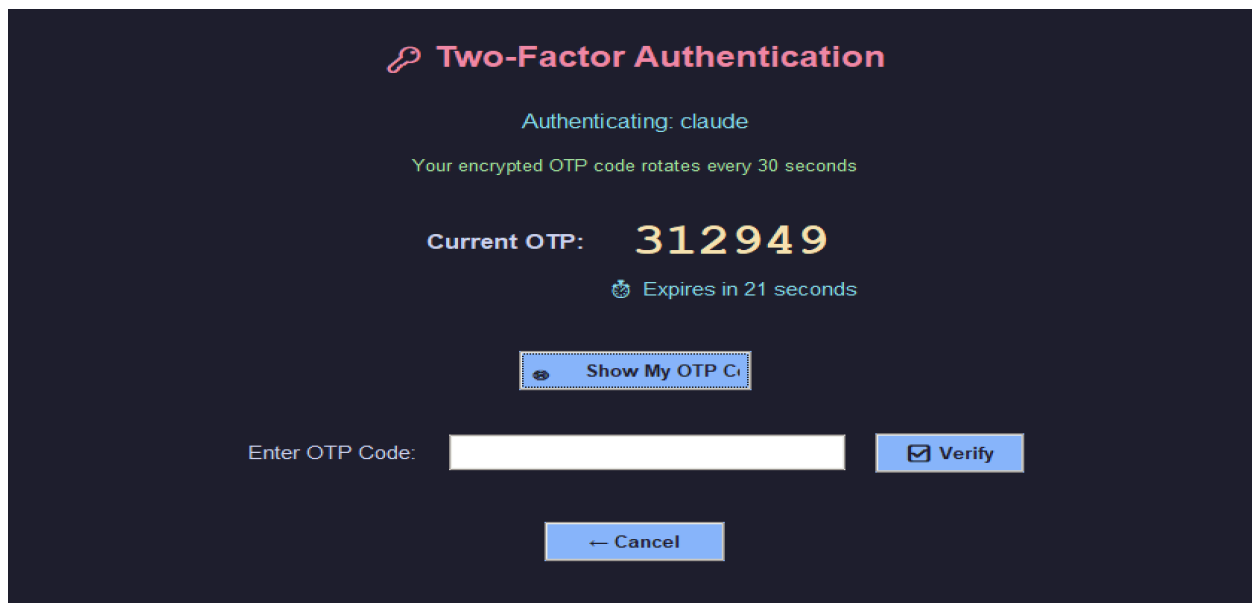 Two-Factor Authentication
Authenticating: claude
Your encrypted OTP code rotates every 30 seconds
Current OTP: 312949
Expires in 21 seconds
Show My OTP
Enter OTP Code: Verify
← Cancel